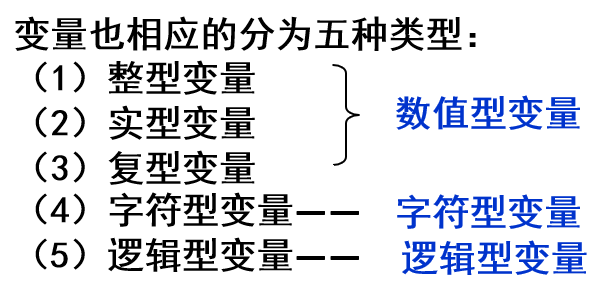 变量也相应的分为五种类型：
（1）整型变量
（2）实型变量
数值型变量
（3）复型变量
（4）字符型变量—— 字符型变量
（5）逻辑型变量—— 逻辑型变量